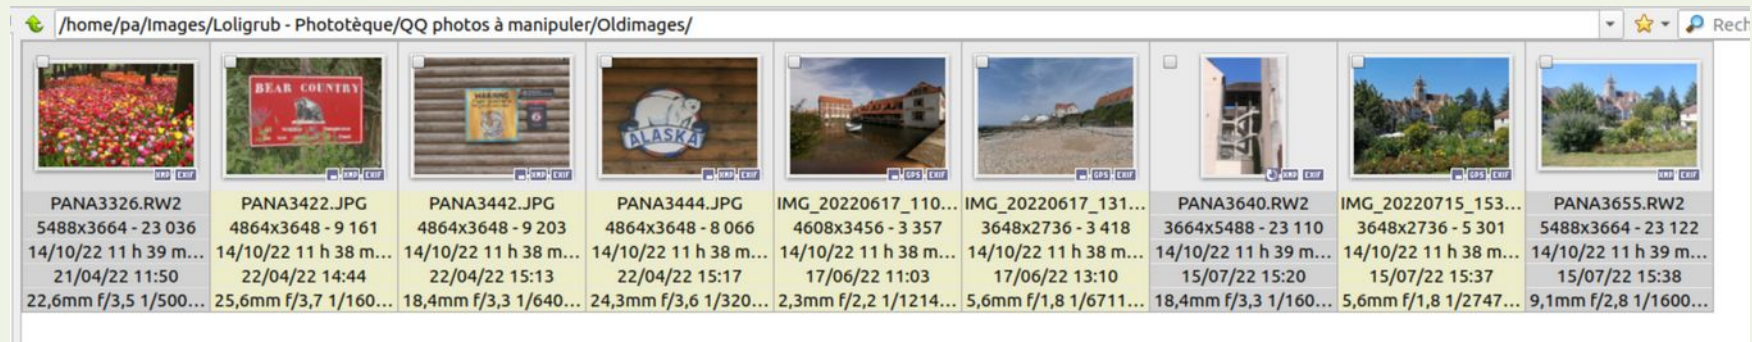 /home/pa/Images/Loligrub - Phototèque/QQ photos à manipuler/Oldimages/
Rech
BEAR COUNTRY
WARNING
ALASKA
XMP EXIF
XMP EXIF
XMP EXIF
XMP EXIF
GPS EXIF
GPS EXIF
XMP EXIF
GPS EXIF
XMP EXIF
PANA3326.RW2 PANA3422.JPG PANA3442.JPG PANA3444.JPG IMG_20220617_110... IMG_20220617_131... PANA3640.RW2 IMG_20220715_153... PANA3655.RW2
5488x3664 - 23 036 4864x3648 - 9 161 4864x3648 - 9 203 4864x3648 - 8 066 4608x3456 - 3 357 3648x2736 - 3 418 3664x5488 - 23 110 3648x2736 - 5 301 5488x3664 - 23 122
14/10/22 11 h 39 m... 14/10/22 11 h 38 m... 14/10/22 11 h 38 m... 14/10/22 11 h 38 m... 14/10/22 11 h 38 m... 14/10/22 11 h 38 m... 14/10/22 11 h 39 m... 14/10/22 11 h 38 m... 14/10/22 11 h 39 m...
21/04/22 11:50 22/04/22 14:44 22/04/22 15:13 22/04/22 15:17 17/06/22 11:03 17/06/22 13:10 15/07/22 15:20 15/07/22 15:37 15/07/22 15:38
22,6mm f/3,5 1/500... 25,6mm f/3,7 1/160... 18,4mm f/3,3 1/640... 24,3mm f/3,6 1/320... 2,3mm f/2,2 1/1214... 5,6mm f/1,8 1/6711... 18,4mm f/3,3 1/160... 5,6mm f/1,8 1/2747... 9,1mm f/2,8 1/1600...